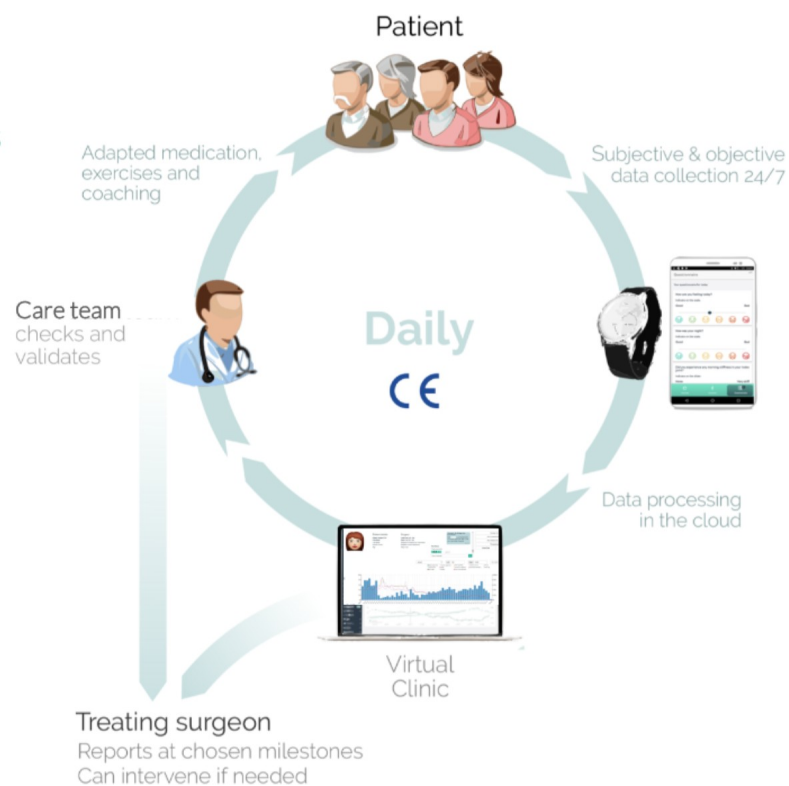 Patient
Adapted medication,
exercises and
coaching
Subjective & objective
data collection 24/7
Care team
checks and
validates
Daily
CE
Data processing
in the cloud
Virtual
Clinic
Treating surgeon
Reports at chosen milestones
Can intervene if needed